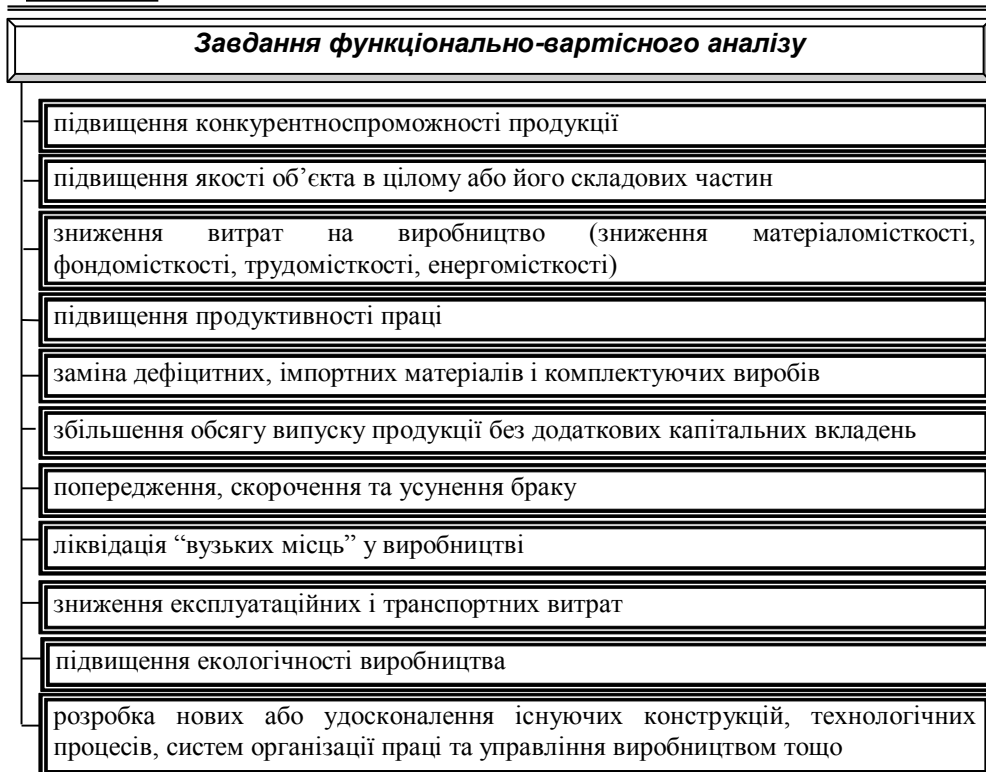 Завдання функціонально-вартісного аналізу
підвищення конкурентноспроможності продукції
підвищення якості об’єкта в цілому або його складових частин
зниження витрат на виробництво (зниження матеріаломісткості,
фондомісткості, трудомісткості, енергомісткості)
підвищення продуктивності праці
заміна дефіцитних, імпортних матеріалів і комплектуючих виробів
збільшення обсягу випуску продукції без додаткових капітальних вкладень
попередження, скорочення та усунення браку
ліквідація “вузьких місць” у виробництві
зниження експлуатаційних і транспортних витрат
підвищення екологічності виробництва
розробка нових або удосконалення існуючих конструкцій, технологічних
процесів, систем організації праці та управління виробництвом тощо